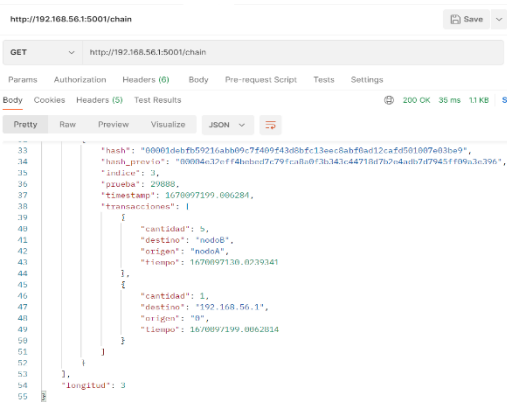 http://192.168.56.1:5001/chain
Save
GET http://192.168.56.1:5001/chain
Params Authorization Headers (6) Body Pre-request Script Tests Settings
Body Cookies Headers (5) Test Results 200 OK 36 ms 1.1 KB S
Pretty Raw Preview Visualize JSON
33 "hash": "00001debfb59216abb09c7f409f43d8bfc13eec8abf0ad12cafd501007e03be9",
34 "hash_previo":
35 "indice": 3,
36 "prueba": 29888,
37 "timestamp": 1670097199.006284,
38 "transacciones": [
39 {
40 "cantidad": 5,
41 "destino": "nodoB",
42 "origen": "nodoA",
43 "tiempo": 1670097130.0239341
44 },
45 {
46 "cantidad": 1,
47 "destino": "192.168.56.1",
48 "origen": "0",
49 "tiempo": 1670097199.0062814
50 }
51 ]
52 }
53 ],
54 "longitud": 3
55 }